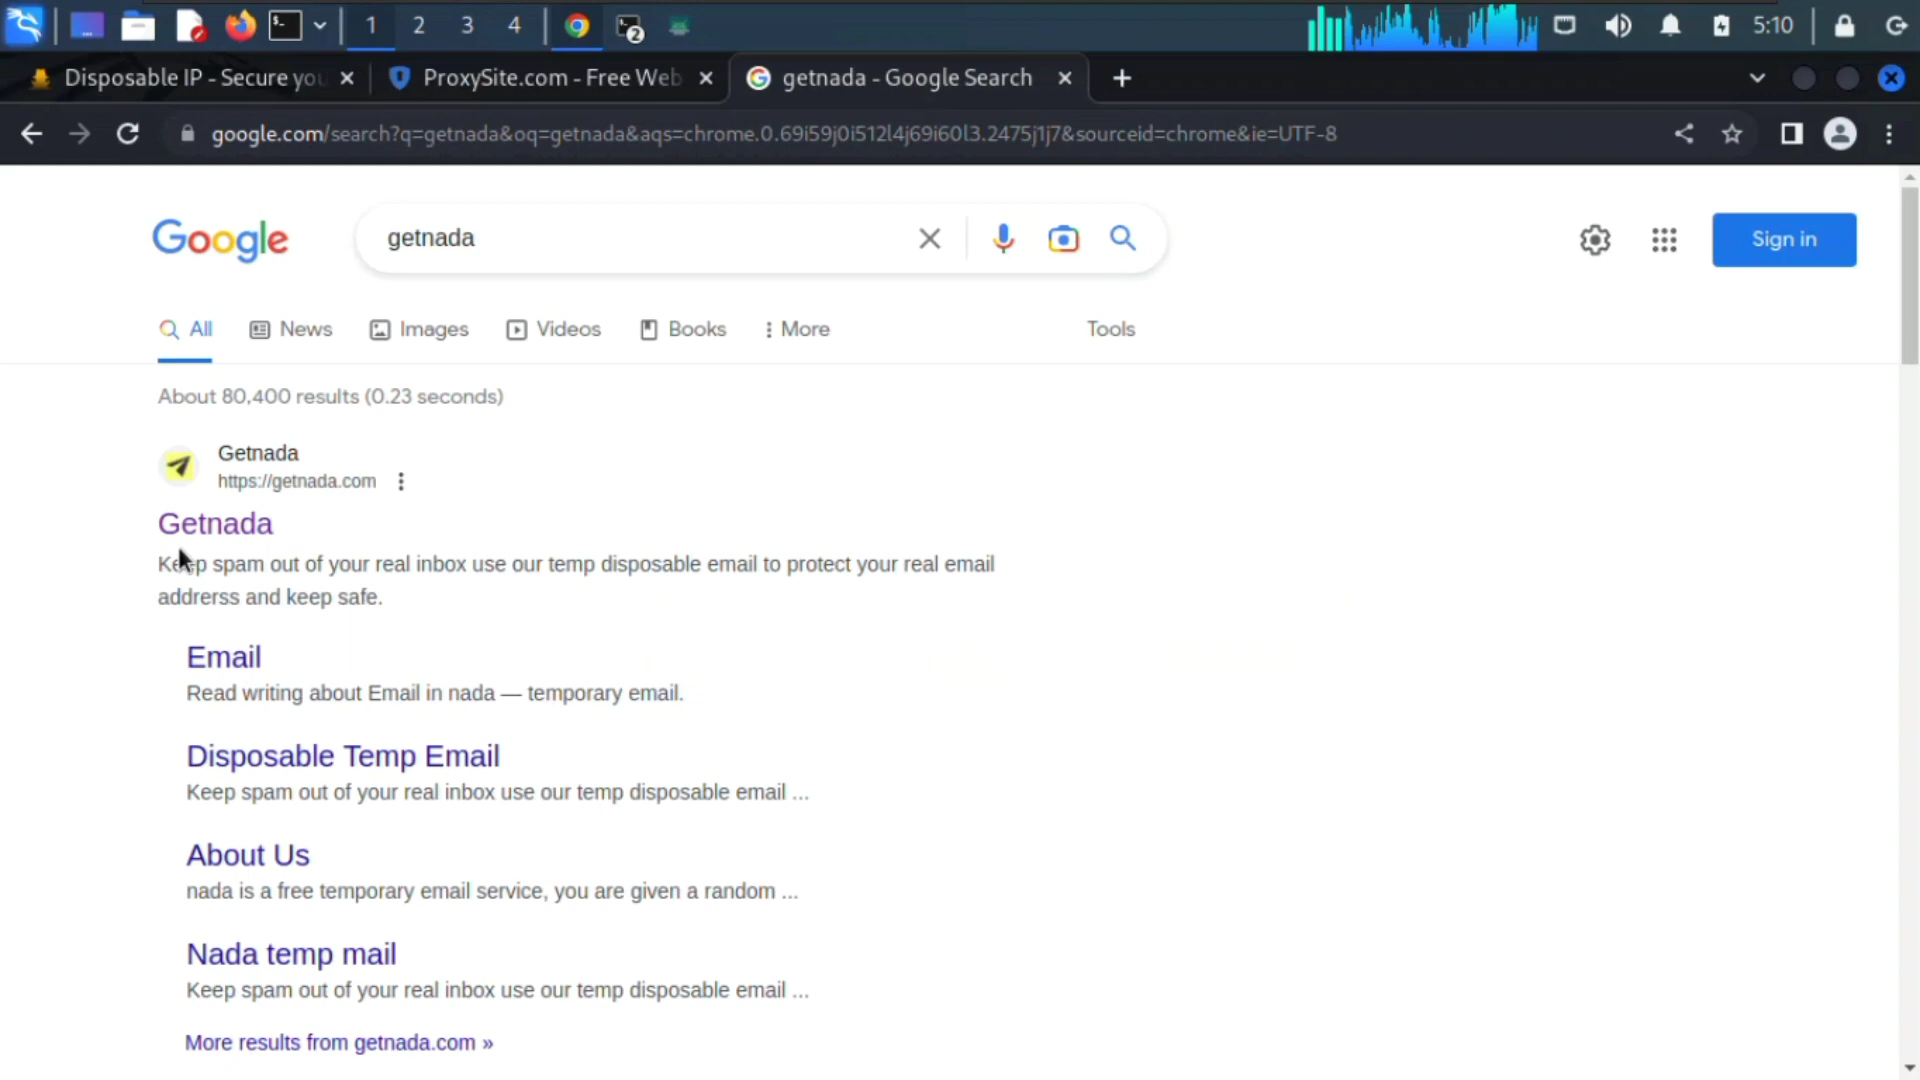 1 2 3 4 2 5:10
Disposable IP - Secure you
ProxySite.com - Free Web
getnada - Google Search
google.com/search?q=getnada&oq=getnada&aqs=chrome.0.69i59j0i512l4j69i60l3.2475j1j7&sourceid=chrome&ie=UTF-8
Google
getnada
Sign in
All News Images Videos Books More Tools
About 80,400 results (0.23 seconds)
Getnada
https://getnada.com
Getnada
Keep spam out of your real inbox use our temp disposable email to protect your real email
addrerss and keep safe.
Email
Read writing about Email in nada — temporary email.
Disposable Temp Email
Keep spam out of your real inbox use our temp disposable email ...
About Us
nada is a free temporary email service, you are given a random ...
Nada temp mail
Keep spam out of your real inbox use our temp disposable email ...
More results from getnada.com »